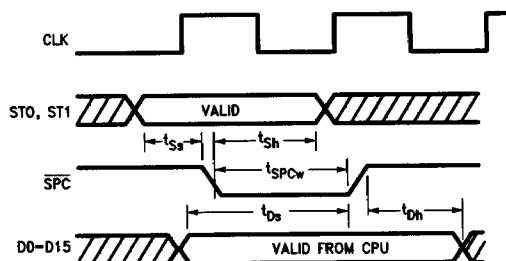 CLK
ST0, ST1
VALID
tSs
tSh
SPC
tSPCw
tDs
tDh
D0-D15
VALID FROM CPU